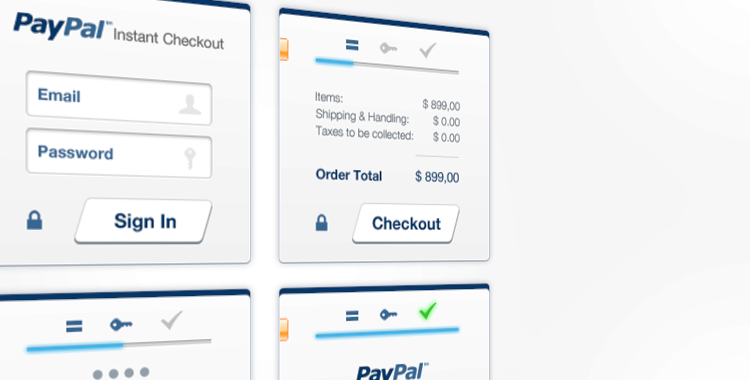 PayPal™ Instant Checkout
Email
Password
Sign In
Items: $ 899,00
Shipping & Handling: $ 0.00
Taxes to be collected: $ 0.00
Order Total $ 899,00
Checkout
PayPal™